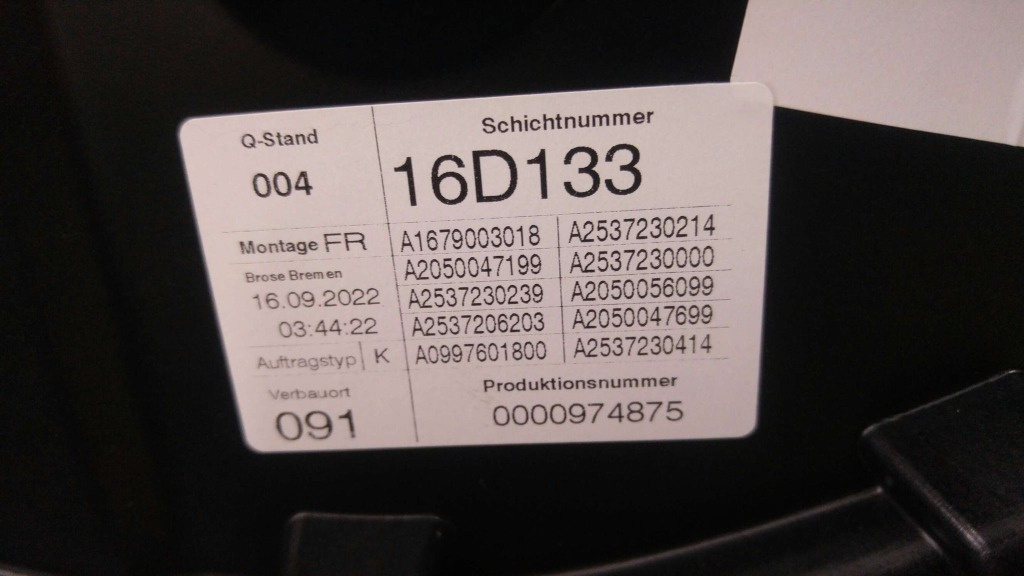 Q-Stand
004
Schichtnummer
16D133
Montage FR
Brose Bremen
16.09.2022
03:44:22
Auftragstyp K
A1679003018 A2537230214
A2050047199 A2537230000
A2537230239 A2050056099
A2537206203 A2050047699
A0997601800 A2537230414
Verbauort
091
Produktionsnummer
0000974875